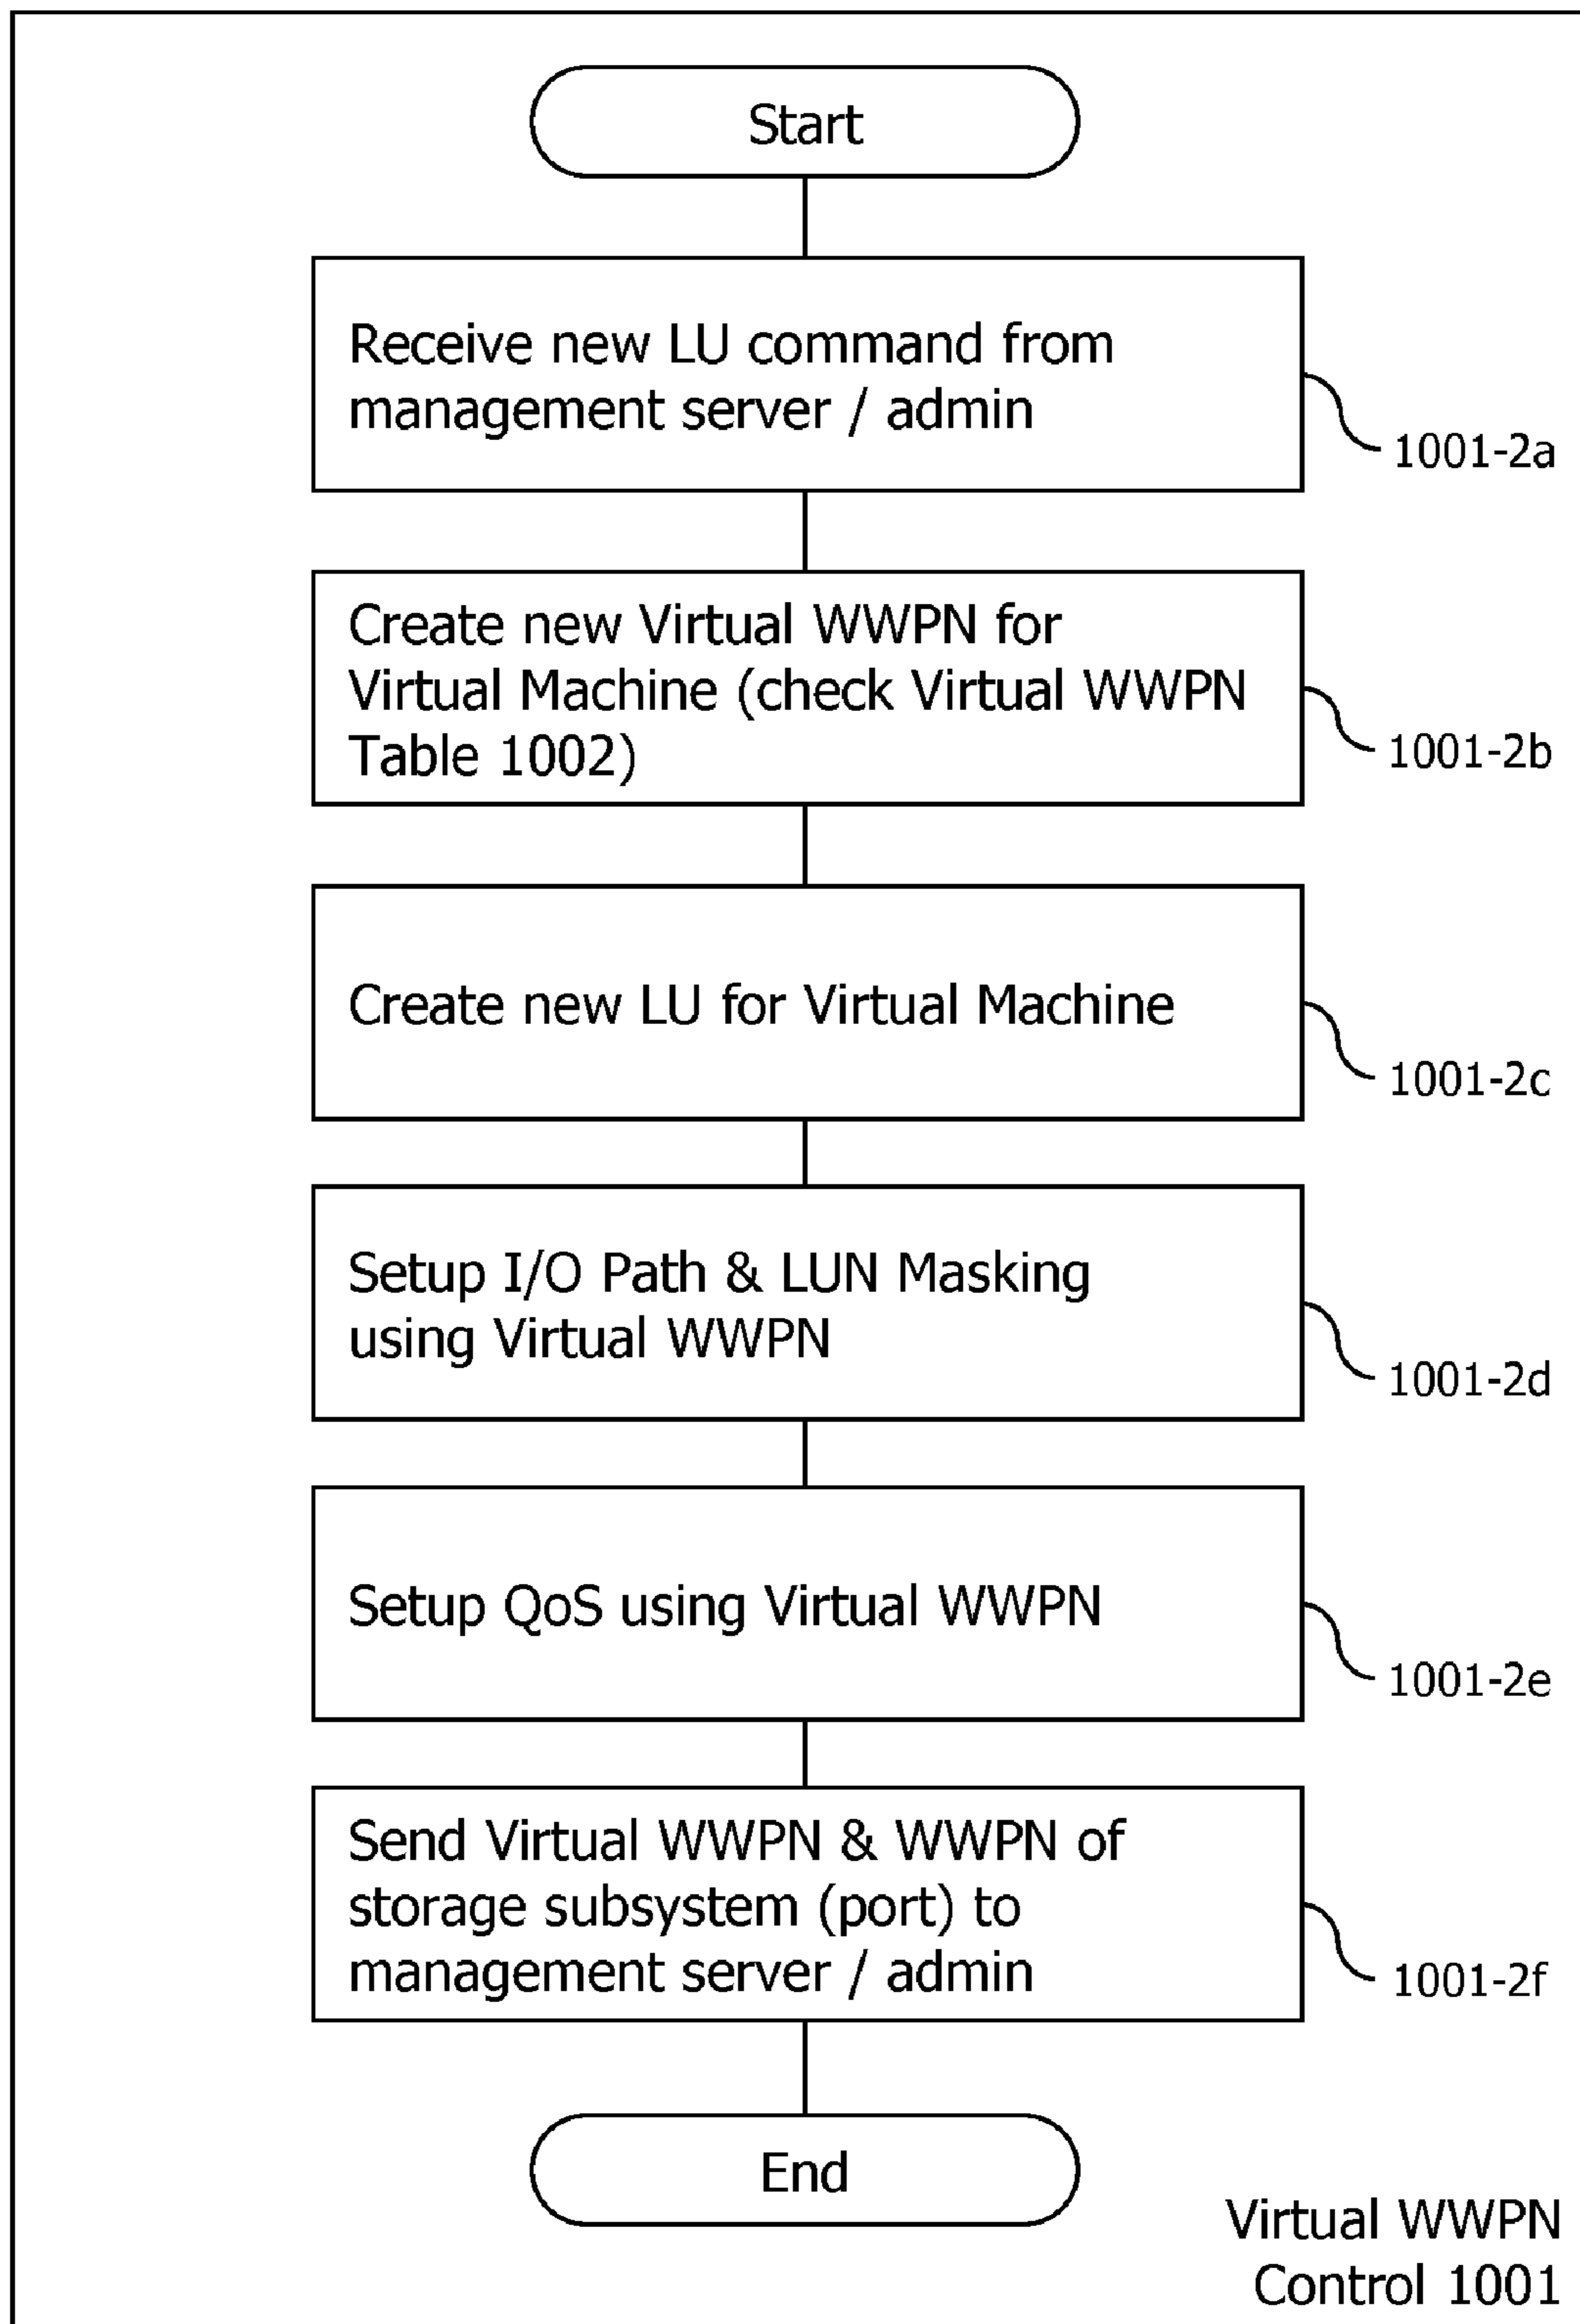 Start
Receive new LU command from
management server / admin
1001-2a
Create new Virtual WWPN for
Virtual Machine (check Virtual WWPN
Table 1002)
1001-2b
Create new LU for Virtual Machine
1001-2c
Setup I/O Path & LUN Masking
using Virtual WWPN
1001-2d
Setup QoS using Virtual WWPN
1001-2e
Send Virtual WWPN & WWPN of
storage subsystem (port) to
management server / admin
1001-2f
End
Virtual WWPN
Control 1001